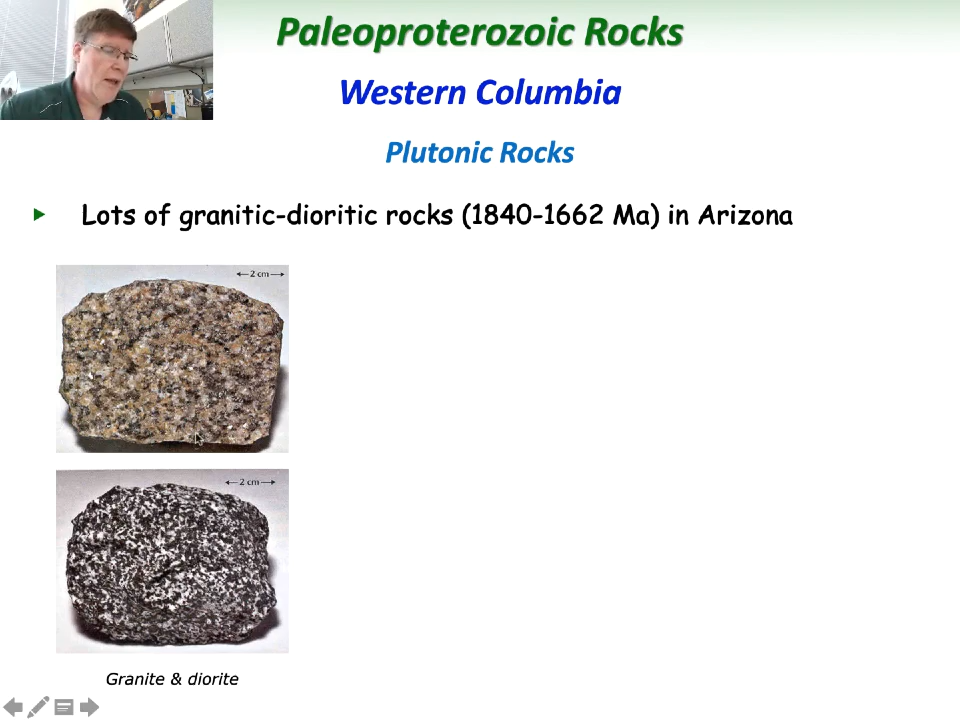 Paleoproterozoic Rocks
Western Columbia
Plutonic Rocks
Lots of granitic-dioritic rocks (1840-1662 Ma) in Arizona
2 cm
2 cm
Granite & diorite